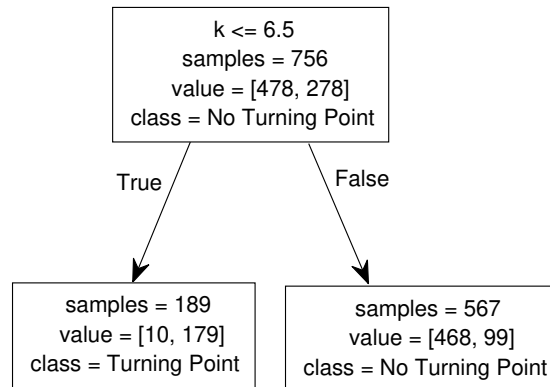 k <= 6.5
samples = 756
value = [478, 278]
class = No Turning Point
True
False
samples = 189
value = [10, 179]
class = Turning Point
samples = 567
value = [468, 99]
class = No Turning Point